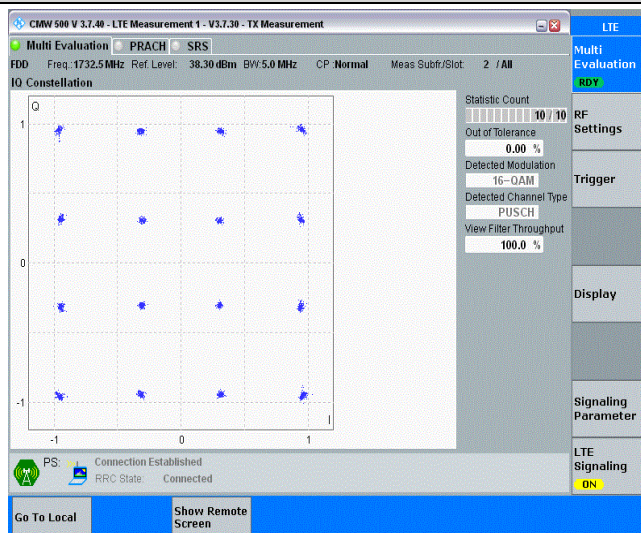 CMW 500 V 3.7.40 - LTE Measurement 1 - V3.7.30 - TX Measurement
LTE
Multi Evaluation PRACH SRS
Multi
Evaluation
RDY
FDD Freq.:1732.5 MHz Ref. Level: 38.30 dBm BW:5.0 MHz CP :Normal Meas Subfr./Slot: 2 / All
IQ Constellation
Q
1
0
-1
-1
0
1
I
Statistic Count
10 / 10
Out of Tolerance
0.00 %
Detected Modulation
16-QAM
Detected Channel Type
PUSCH
View Filter Throughput
100.0 %
RF
Settings
Trigger
Display
Signaling
Parameter
LTE
Signaling
ON
PS: Connection Established
RRC State: Connected
Go To Local
Show Remote
Screen